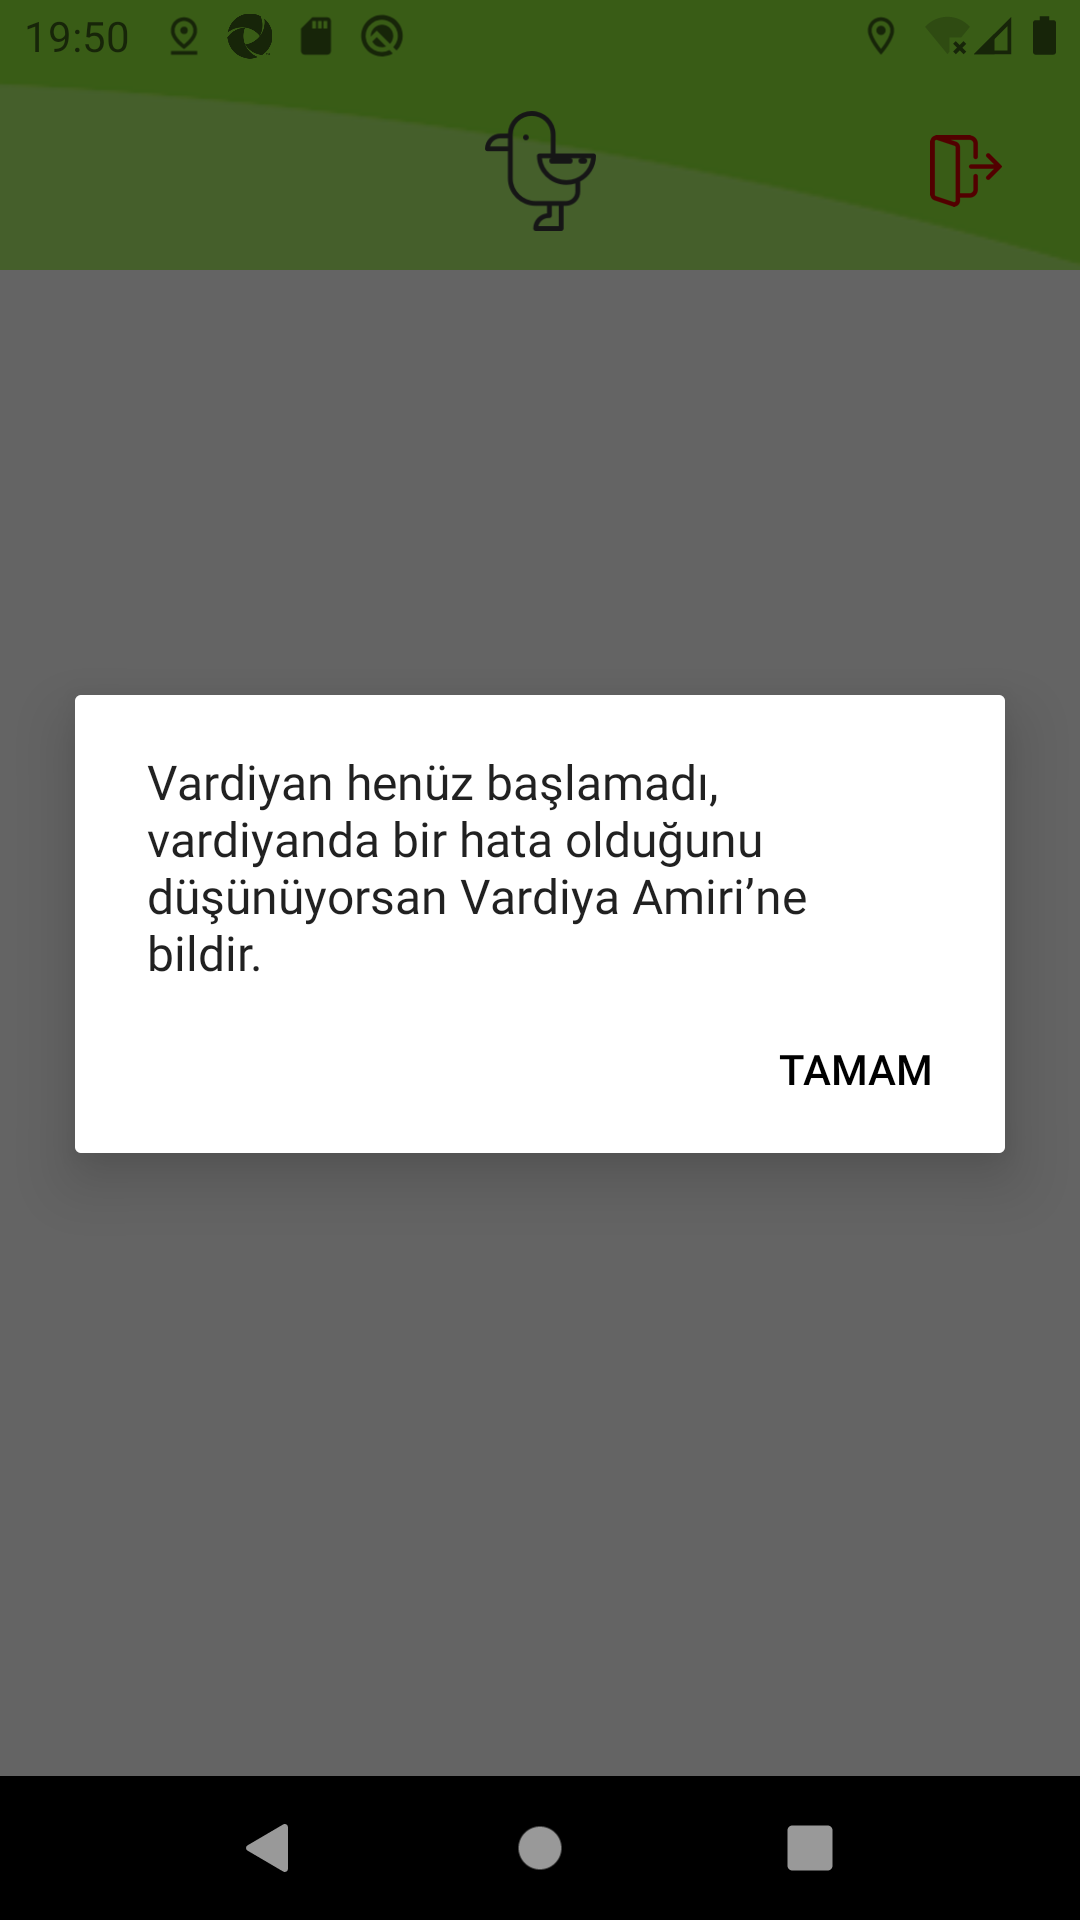 19:50
Vardiyan henüz başlamadı,
vardiyanda bir hata olduğunu
düşünüyorsan Vardiya Amiri’ne
bildir.
TAMAM